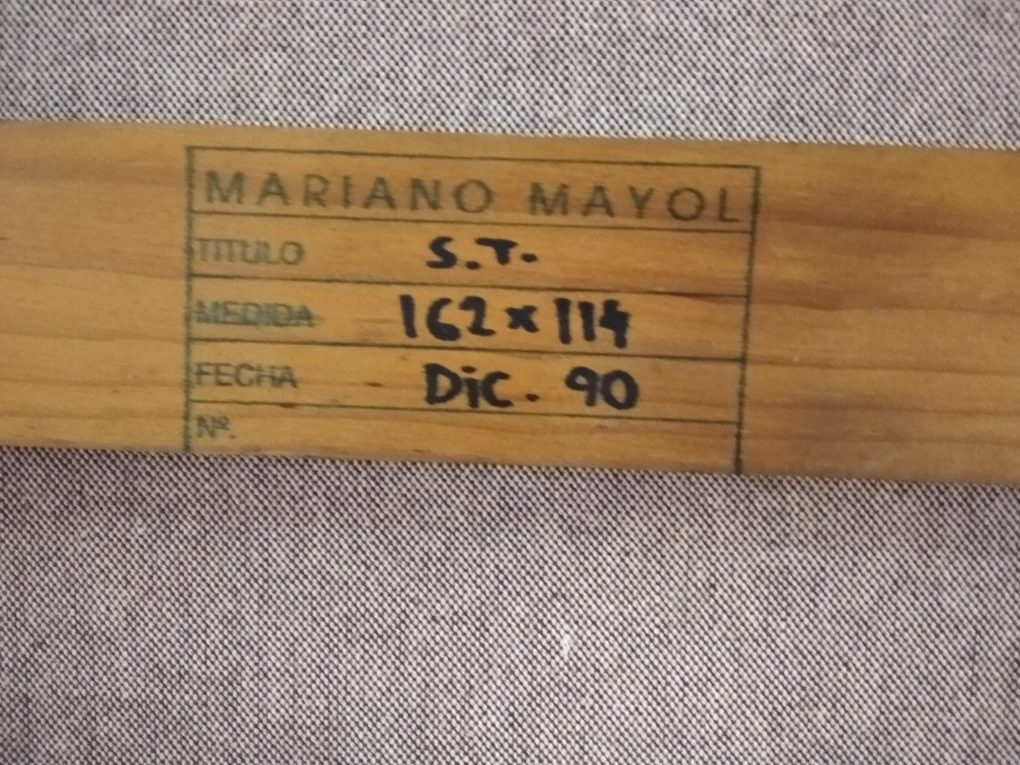 MARIANO MAYOL
TITULO S.T.
MEDIDA 162 x 114
FECHA DiC. 90
Nº.